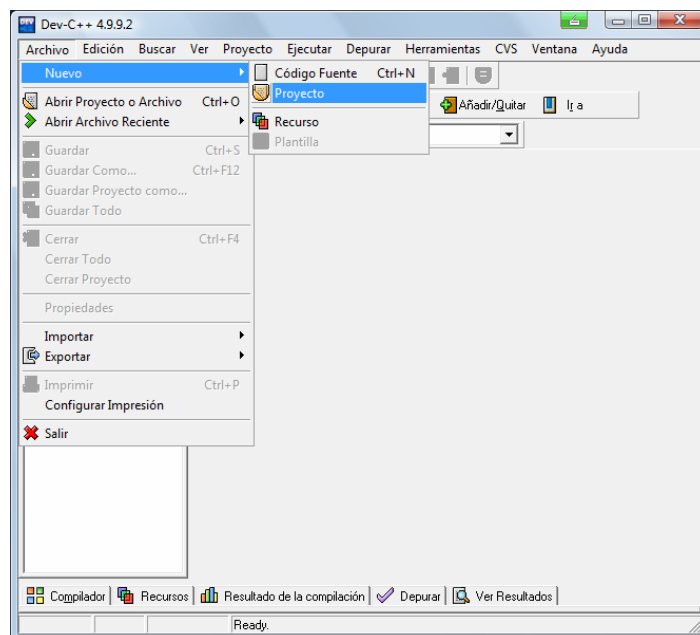 Dev-C++ 4.9.9.2
Archivo Edición Buscar Ver Proyecto Ejecutar Depurar Herramientas CVS Ventana Ayuda
Nuevo
Código Fuente Ctrl+N
Proyecto
Abrir Proyecto o Archivo Ctrl+O
Añadir/Quitar Ir a
Abrir Archivo Reciente
Recurso
Plantilla
Guardar Ctrl+S
Guardar Como... Ctrl+F12
Guardar Proyecto como...
Guardar Todo
Cerrar Ctrl+F4
Cerrar Todo
Cerrar Proyecto
Propiedades
Importar
Exportar
Imprimir Ctrl+P
Configurar Impresión
Salir
Compilador Recursos Resultado de la compilación Depurar Ver Resultados
Ready.